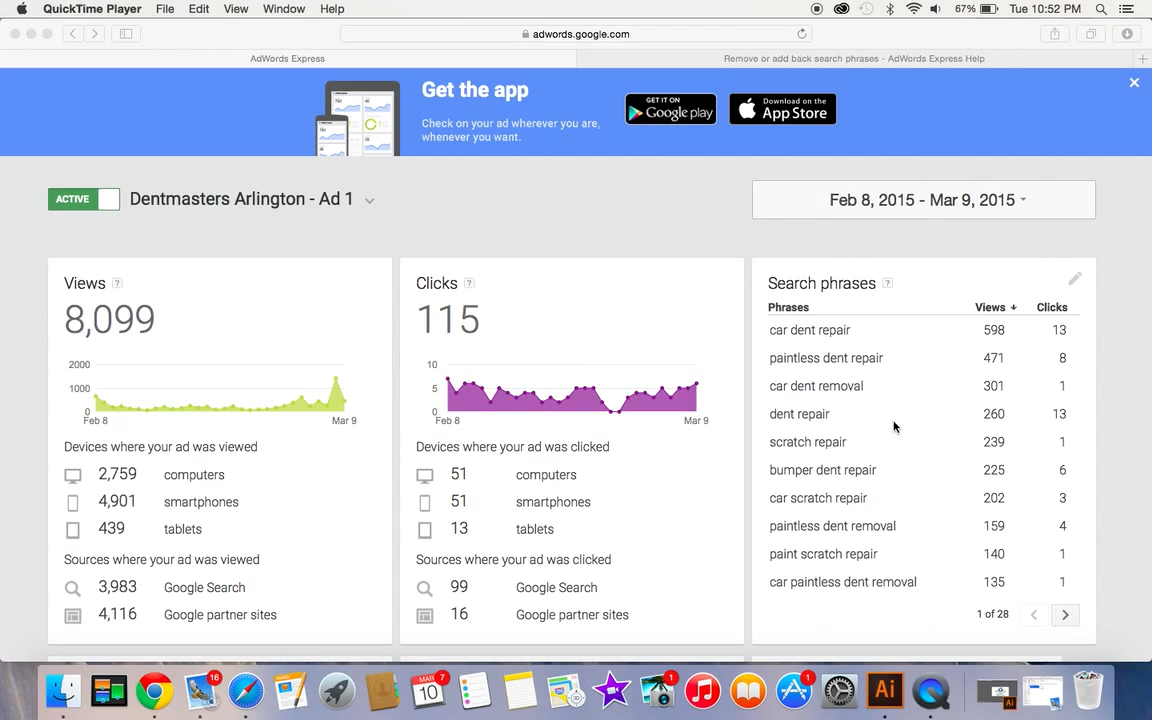 QuickTime Player File Edit View Window Help 67% Tue 10:52 PM
adwords.google.com
AdWords Express Remove or add back search phrases - AdWords Express Help
Get the app
Check on your ad wherever you are,
whenever you want.
GET IT ON
Google play
Download on the
App Store
ACTIVE Dentmasters Arlington - Ad 1
Feb 8, 2015 - Mar 9, 2015
Views ?
8,099
2000
1000
0
Feb 8 Mar 9
Devices where your ad was viewed
2,759 computers
4,901 smartphones
439 tablets
Sources where your ad was viewed
3,983 Google Search
4,116 Google partner sites
Clicks ?
115
10
5
0
Feb 8 Mar 9
Devices where your ad was clicked
51 computers
51 smartphones
13 tablets
Sources where your ad was clicked
99 Google Search
16 Google partner sites
Search phrases ?
Phrases Views Clicks
car dent repair 598 13
paintless dent repair 471 8
car dent removal 301 1
dent repair 260 13
scratch repair 239 1
bumper dent repair 225 6
car scratch repair 202 3
paintless dent removal 159 4
paint scratch repair 140 1
car paintless dent removal 135 1
1 of 28
16
MAR 7
10
1
1
Ai
Ai